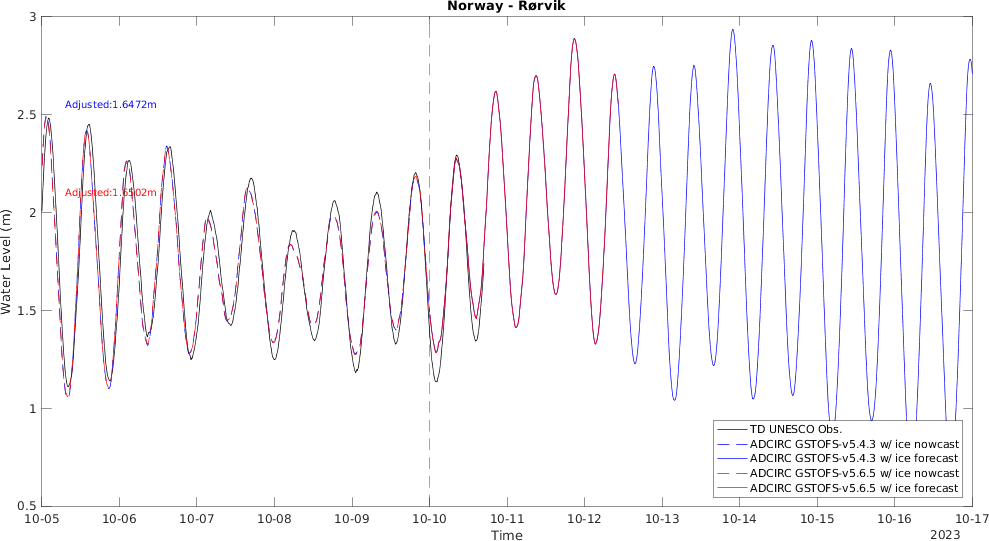 Norway - Rørvik
3
2.5
2
1.5
1
0.5
Water Level (m)
Adjusted:1.6472m
Adjusted:1.6502m
TD UNESCO Obs.
ADCIRC GSTOFS-v5.4.3 w/ ice nowcast
ADCIRC GSTOFS-v5.4.3 w/ ice forecast
ADCIRC GSTOFS-v5.6.5 w/ ice nowcast
ADCIRC GSTOFS-v5.6.5 w/ ice forecast
10-05 10-06 10-07 10-08 10-09 10-10 10-11 10-12 10-13 10-14 10-15 10-16 10-17
Time
2023